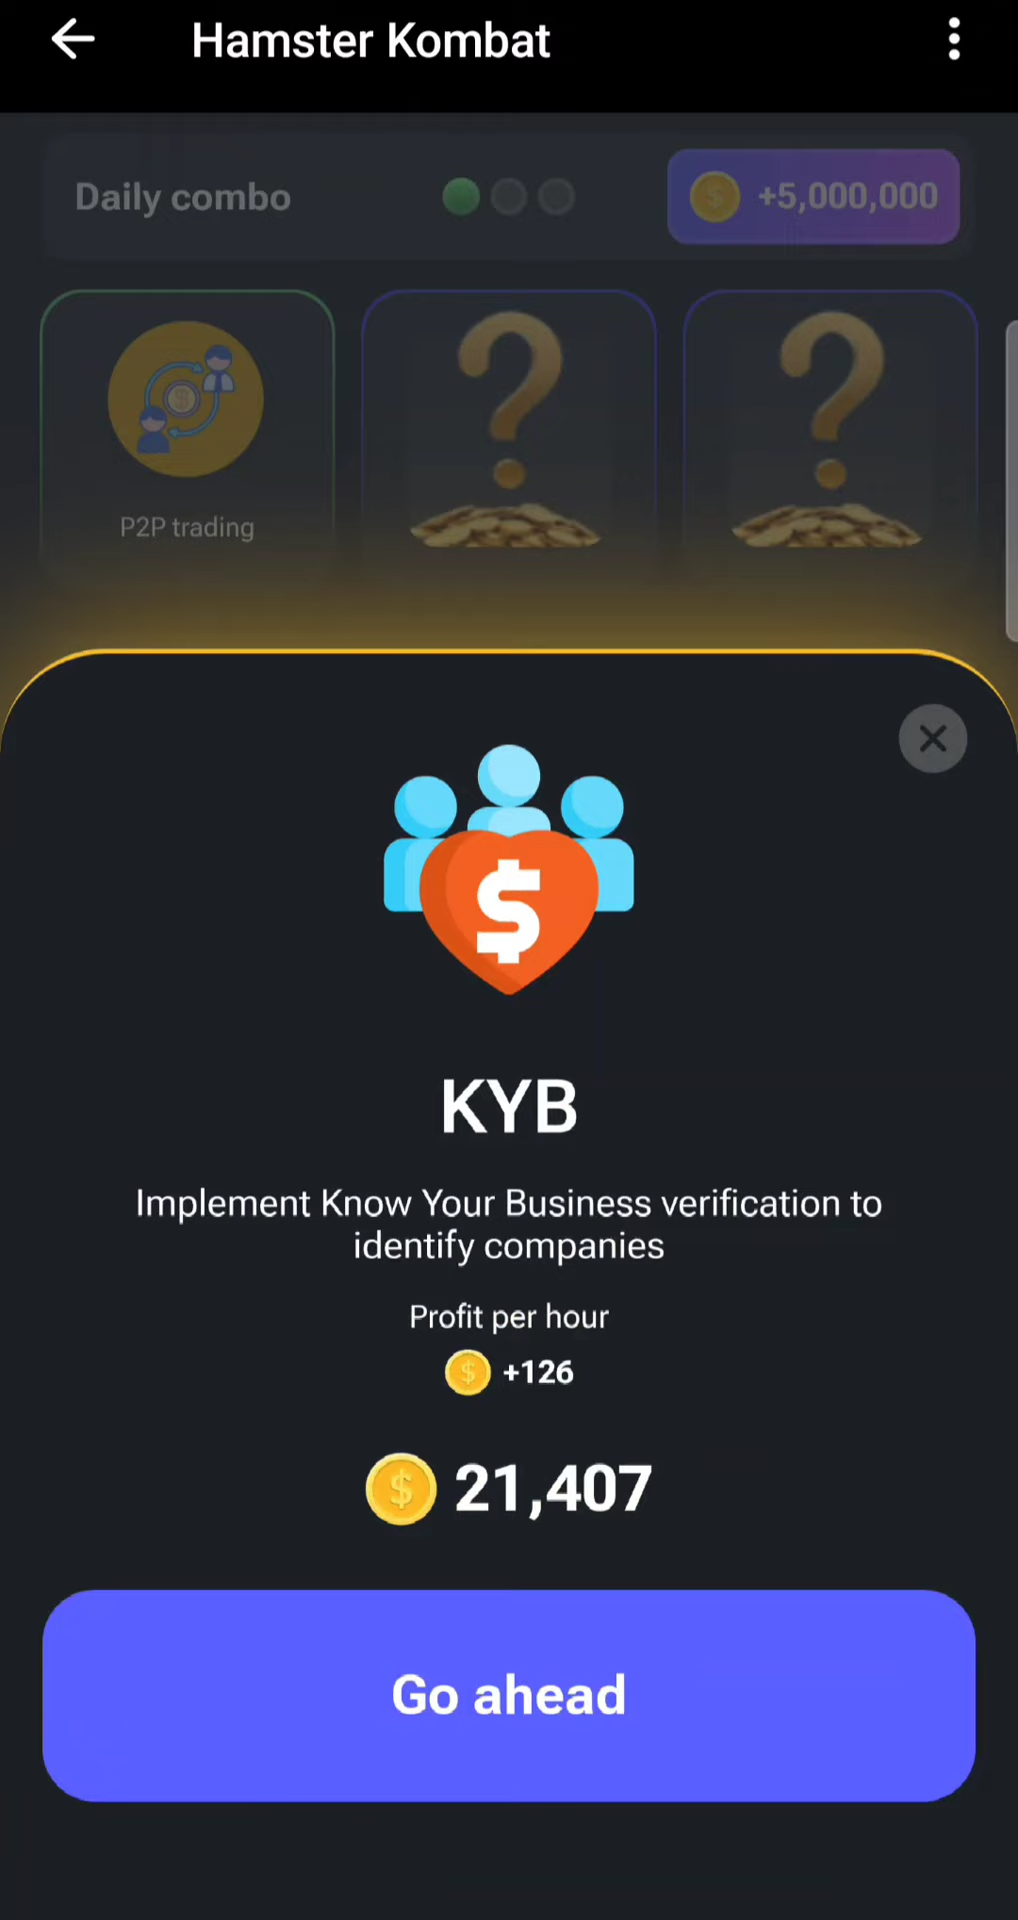 Hamster Kombat
Daily combo
+5,000,000
P2P trading
KYB
Implement Know Your Business verification to
identify companies
Profit per hour
+126
21,407
Go ahead